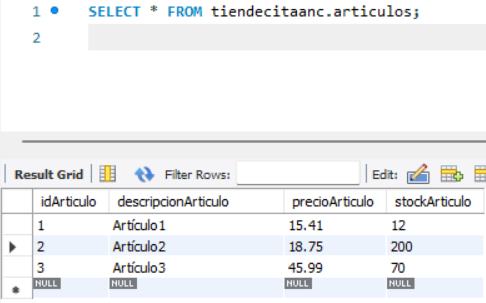 1 SELECT * FROM tiendecitaanc.articulos;
2
Result Grid Filter Rows: Edit:
idArticulo descripcionArticulo precioArticulo stockArticulo
1 Artículo1 15.41 12
2 Artículo2 18.75 200
3 Artículo3 45.99 70
NULL NULL NULL NULL